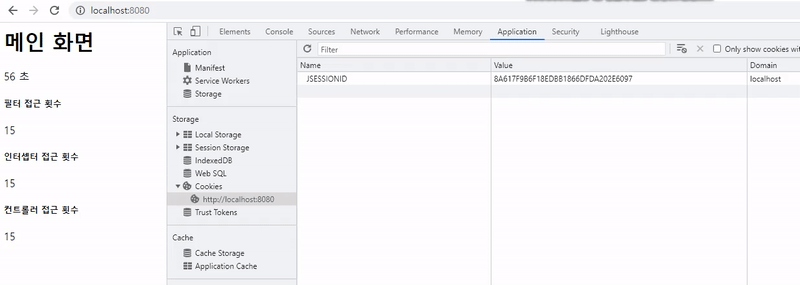 localhost:8080
메인 화면
56 초
필터 접근 횟수
15
인터셉터 접근 횟수
15
컨트롤러 접근 횟수
15
Elements Console Sources Network Performance Memory Application Security Lighthouse
Application
Manifest
Service Workers
Storage
Storage
Local Storage
Session Storage
IndexedDB
Web SQL
Cookies
http://localhost:8080
Trust Tokens
Cache
Cache Storage
Application Cache
Filter
Only show cookies wit
Name Value Domain
JSESSIONID 8A617F9B6F18EDBB1866DFDA202E6097 localhost